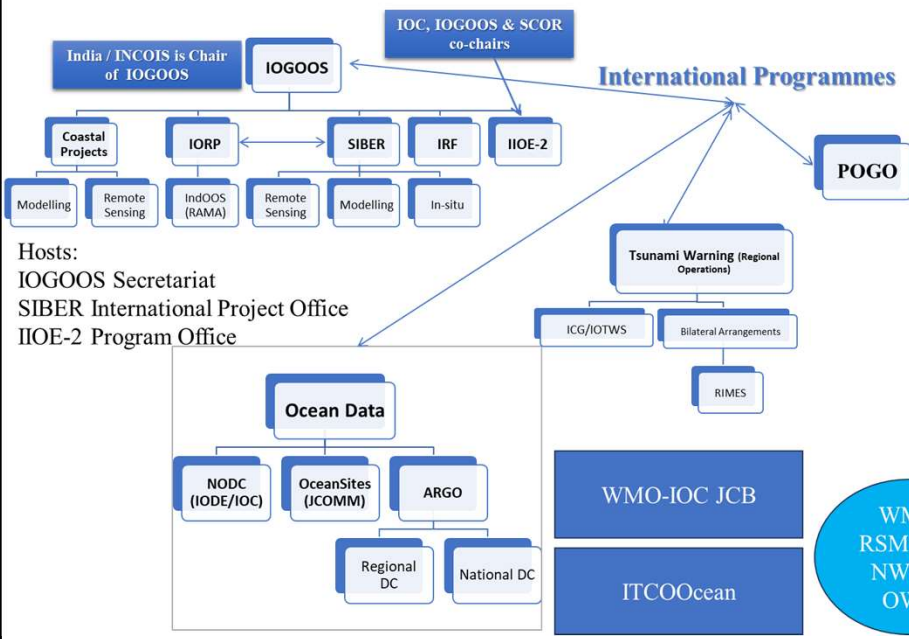 IOC, IOGOOS & SCOR
co-chairs
India / INCOIS is Chair
of IOGOOS
IOGOOS
International Programmes
Coastal
Projects
IORP
SIBER
IRF
IIOE-2
POGO
Modelling
Remote
Sensing
IndOOS
(RAMA)
Remote
Sensing
Modelling
In-situ
Hosts:
IOGOOS Secretariat
SIBER International Project Office
IIOE-2 Program Office
Tsunami Warning (Regional
Operations)
ICG/IOTWS
Bilateral Arrangements
RIMES
Ocean Data
NODC
(IODE/IOC)
OceanSites
(JCOMM)
ARGO
Regional
DC
National DC
WMO-IOC JCB
ITCOOcean